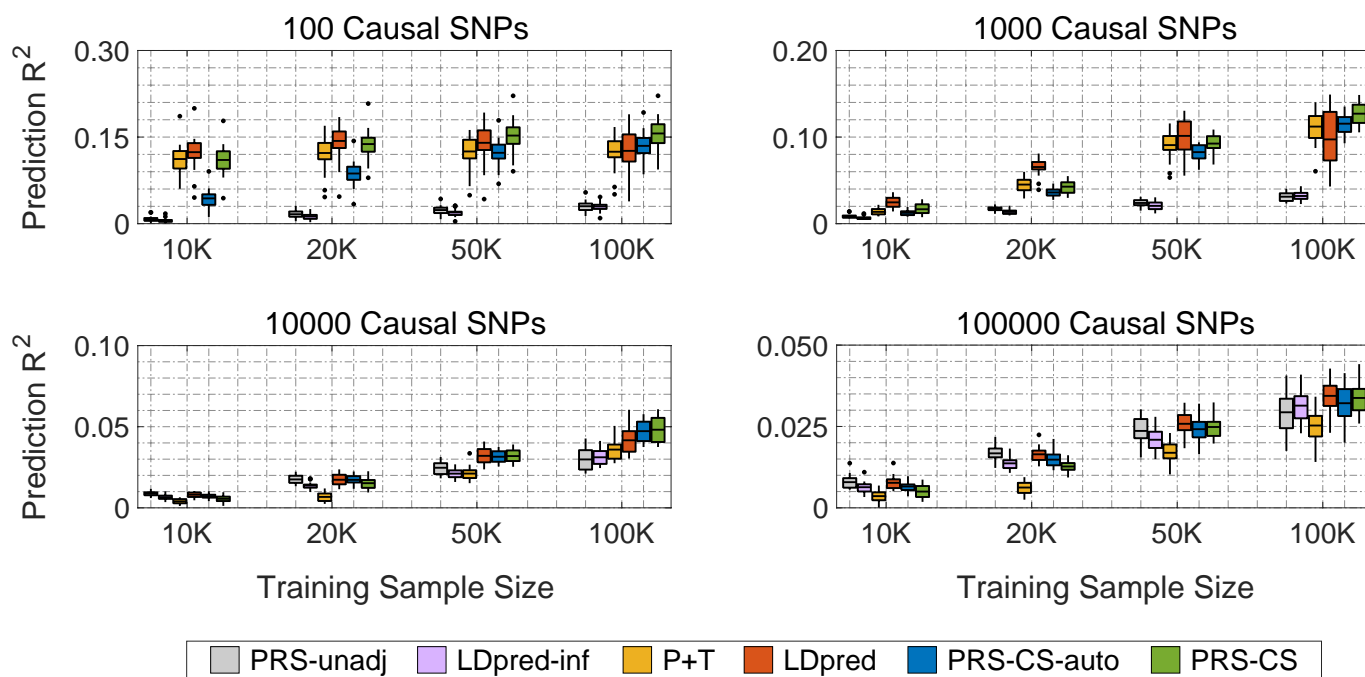 100 Causal SNPs
Prediction R²
0.30
0.15
0
10K 20K 50K 100K
1000 Causal SNPs
0.20
0.10
0
10K 20K 50K 100K
10000 Causal SNPs
Prediction R²
0.10
0.05
0
10K 20K 50K 100K
Training Sample Size
100000 Causal SNPs
0.050
0.025
0
10K 20K 50K 100K
Training Sample Size
PRS-unadj LDpred-inf P+T LDpred PRS-CS-auto PRS-CS